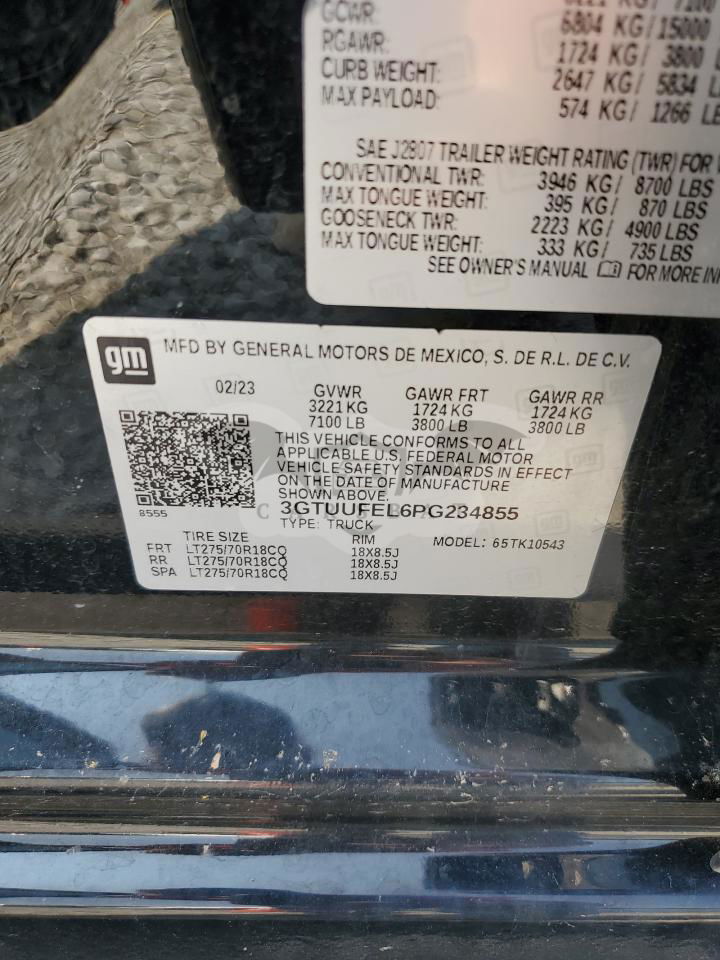 GCWR: 6804 KG/15000
RGAWR: 1724 KG/ 3800 LB
CURB WEIGHT: 2647 KG/ 5834 LB
MAX PAYLOAD: 574 KG/ 1266 LB
SAE J2807 TRAILER WEIGHT RATING (TWR) FOR
CONVENTIONAL TWR: 3946 KG/ 8700 LBS
MAX TONGUE WEIGHT: 395 KG/ 870 LBS
GOOSENECK TWR: 2223 KG/ 4900 LBS
MAX TONGUE WEIGHT: 333 KG/ 735 LBS
SEE OWNER'S MANUAL FOR MORE
gm MFD BY GENERAL MOTORS DE MEXICO, S. DE R.L. DE C.V.
02/23 GVWR GAWR FRT GAWR RR
3221 KG 1724 KG 1724 KG
7100 LB 3800 LB 3800 LB
THIS VEHICLE CONFORMS TO ALL
APPLICABLE U.S. FEDERAL MOTOR
VEHICLE SAFETY STANDARDS IN EFFECT
ON THE DATE OF MANUFACTURE
SHOWN ABOVE.
8555 3GTUUFEL6PG234855
TYPE: TRUCK
TIRE SIZE RIM MODEL: 65TK10543
FRT LT275/70R18CQ 18X8.5J
RR LT275/70R18CQ 18X8.5J
SPA LT275/70R18CQ 18X8.5J